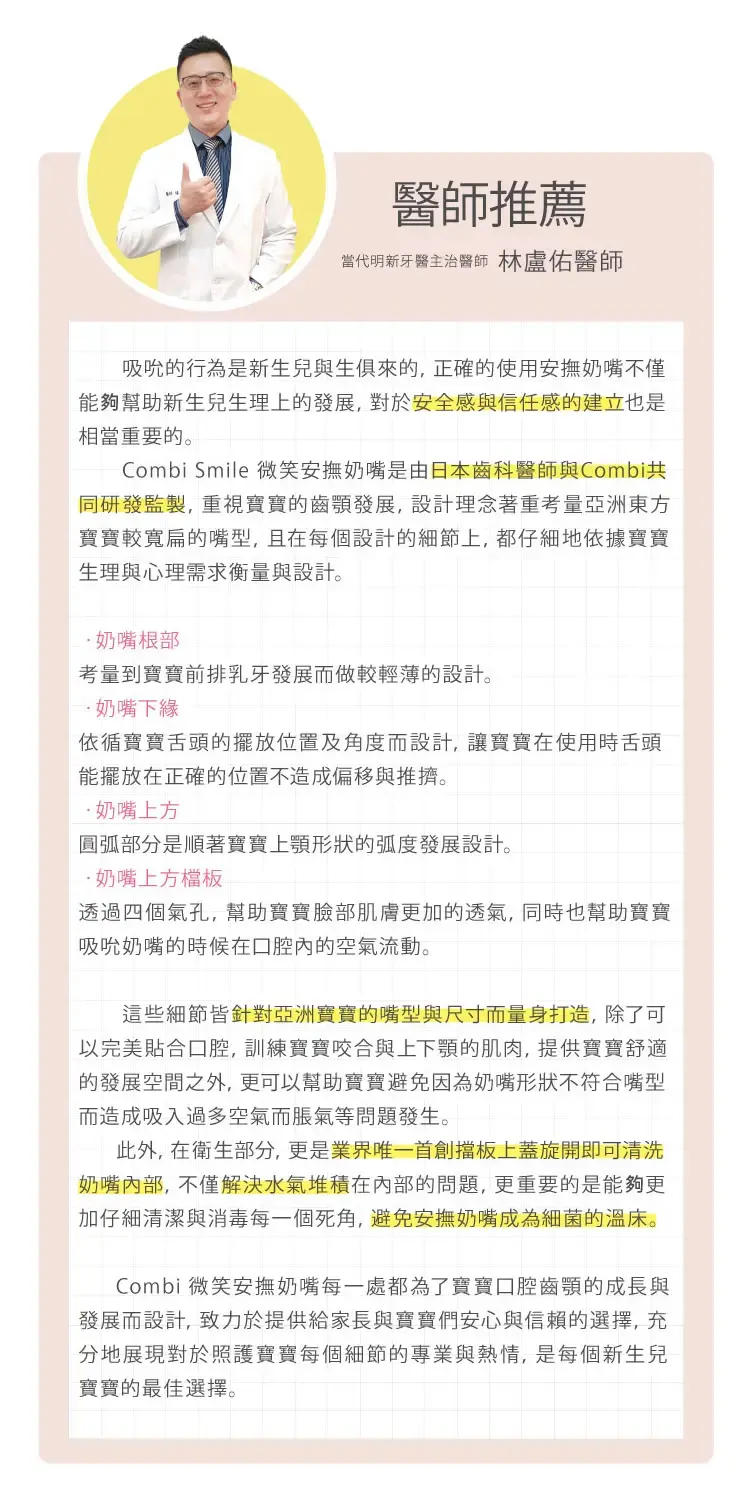 醫師推薦
當代明新牙醫主治醫師 林盧佑醫師
吸吮的行為是新生兒與生俱來的, 正確的使用安撫奶嘴不僅
能夠幫助新生兒生理上的發展, 對於安全感與信任感的建立也是
相當重要的。
Combi Smile 微笑安撫奶嘴是由日本齒科醫師與Combi共
同研發監製, 重視寶寶的齒顎發展, 設計理念著重考量亞洲東方
寶寶較寬扁的嘴型, 且在每個設計的細節上, 都仔細地依據寶寶
生理與心理需求衡量與設計。
·奶嘴根部
考量到寶寶前排乳牙發展而做較輕薄的設計。
·奶嘴下緣
依循寶寶舌頭的擺放位置及角度而設計, 讓寶寶在使用時舌頭
能擺放在正確的位置不造成偏移與推擠。
·奶嘴上方
圓弧部分是順著寶寶上顎形狀的弧度發展設計。
·奶嘴上方檔板
透過四個氣孔, 幫助寶寶臉部肌膚更加的透氣, 同時也幫助寶寶
吸吮奶嘴的時候在口腔內的空氣流動。
這些細節皆針對亞洲寶寶的嘴型與尺寸而量身打造, 除了可
以完美貼合口腔, 訓練寶寶咬合與上下顎的肌肉, 提供寶寶舒適
的發展空間之外, 更可以幫助寶寶避免因為奶嘴形狀不符合嘴型
而造成吸入過多空氣而脹氣等問題發生。
此外, 在衛生部分, 更是業界唯一首創擋板上蓋旋開即可清洗
奶嘴內部, 不僅解決水氣堆積在內部的問題, 更重要的是能夠更
加仔細清潔與消毒每一個死角, 避免安撫奶嘴成為細菌的溫床。
Combi 微笑安撫奶嘴每一處都為了寶寶口腔齒顎的成長與
發展而設計, 致力於提供給家長與寶寶們安心與信賴的選擇, 充
分地展現對於照護寶寶每個細節的專業與熱情, 是每個新生兒
寶寶的最佳選擇。